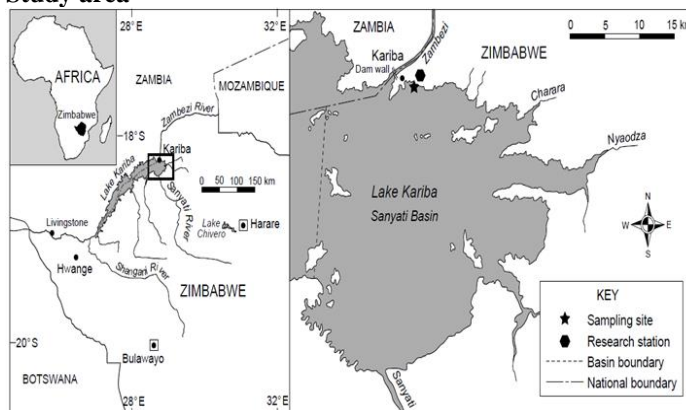 Study area
28°E
32°E
ZAMBIA
AFRICA
MOZAMBIQUE
Zimbabwe
Zambezi River
18°S
Kariba
Lake Kariba
0 50 100 150 km
Sanyati River
Livingstone
Lake
Chivero
Harare
Hwange
Shangani River
ZIMBABWE
20°S
Bulawayo
BOTSWANA
28°E
32°E
ZAMBIA
Kariba
Dam wall
Zambezi
ZIMBABWE
0 5 10 15 km
Charara
Nyaodza
Lake Kariba
Sanyati Basin
N
W E
S
KEY
Sampling site
Research station
Basin boundary
National boundary
Sanyati